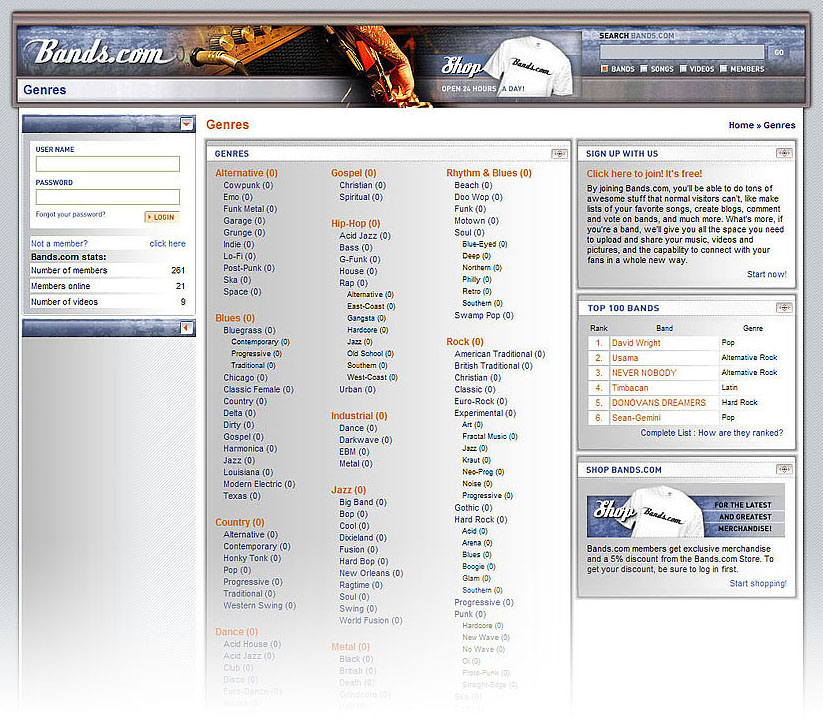 Bands.com
Shop
Bands.com
OPEN 24 HOURS A DAY!
SEARCH BANDS.COM
GO
BANDS SONGS VIDEOS MEMBERS
Genres
USER NAME
PASSWORD
Forgot your password?
LOGIN
Not a member? click here
Bands.com stats:
Number of members 261
Members online 21
Number of videos 9
Genres
Home » Genres
GENRES
Alternative (0)
Cowpunk (0)
Emo (0)
Funk Metal (0)
Garage (0)
Grunge (0)
Indie (0)
Lo-Fi (0)
Post-Punk (0)
Ska (0)
Space (0)
Blues (0)
Bluegrass (0)
Contemporary (0)
Progressive (0)
Traditional (0)
Chicago (0)
Classic Female (0)
Country (0)
Delta (0)
Dirty (0)
Gospel (0)
Harmonica (0)
Jazz (0)
Louisiana (0)
Modern Electric (0)
Texas (0)
Country (0)
Alternative (0)
Contemporary (0)
Honky Tonk (0)
Pop (0)
Progressive (0)
Traditional (0)
Western Swing (0)
Dance (0)
Acid House (0)
Acid Jazz (0)
Club (0)
Disco (0)
Euro-Dance (0)
House (0)
Gospel (0)
Christian (0)
Spiritual (0)
Hip-Hop (0)
Acid Jazz (0)
Bass (0)
G-Funk (0)
House (0)
Rap (0)
Alternative (0)
East-Coast (0)
Gangsta (0)
Hardcore (0)
Jazz (0)
Old School (0)
Southern (0)
West-Coast (0)
Urban (0)
Industrial (0)
Dance (0)
Darkwave (0)
EBM (0)
Metal (0)
Jazz (0)
Big Band (0)
Bop (0)
Cool (0)
Dixieland (0)
Fusion (0)
Hard Bop (0)
New Orleans (0)
Ragtime (0)
Soul (0)
Swing (0)
World Fusion (0)
Metal (0)
Black (0)
British (0)
Death (0)
Grindcore (0)
Rhythm & Blues (0)
Beach (0)
Doo Wop (0)
Funk (0)
Motown (0)
Soul (0)
Blue-Eyed (0)
Deep (0)
Northern (0)
Philly (0)
Retro (0)
Southern (0)
Swamp Pop (0)
Rock (0)
American Traditional (0)
British Traditional (0)
Christian (0)
Classic (0)
Euro-Rock (0)
Experimental (0)
Art (0)
Fractal Music (0)
Jazz (0)
Kraut (0)
Neo-Prog (0)
Noise (0)
Progressive (0)
Gothic (0)
Hard Rock (0)
Acid (0)
Arena (0)
Blues (0)
Boogie (0)
Glam (0)
Southern (0)
Progressive (0)
Punk (0)
Hardcore (0)
New Wave (0)
No Wave (0)
Oi (0)
Proto-Punk (0)
Straight-Edge (0)
Ska (0)
SIGN UP WITH US
Click here to join! It's free!
By joining Bands.com, you'll be able to do tons of
awesome stuff that normal visitors can't, like make
lists of your favorite songs, create blogs, comment
and vote on bands, and much more. What's more, if
you're a band, we'll give you all the space you need
to upload and share your music, videos and
pictures, and the capability to connect with your
fans in a whole new way.
Start now!
TOP 100 BANDS
Rank Band Genre
1. David Wright Pop
2. Usama Alternative Rock
3. NEVER NOBODY Alternative Rock
4. Timbacan Latin
5. DONOVANS DREAMERS Hard Rock
6. Sean-Gemini Pop
Complete List : How are they ranked?
SHOP BANDS.COM
Shop
Bands.com
FOR THE LATEST
AND GREATEST
MERCHANDISE!
Bands.com members get exclusive merchandise
and a 5% discount from the Bands.com Store. To
get your discount, be sure to log in first.
Start shopping!